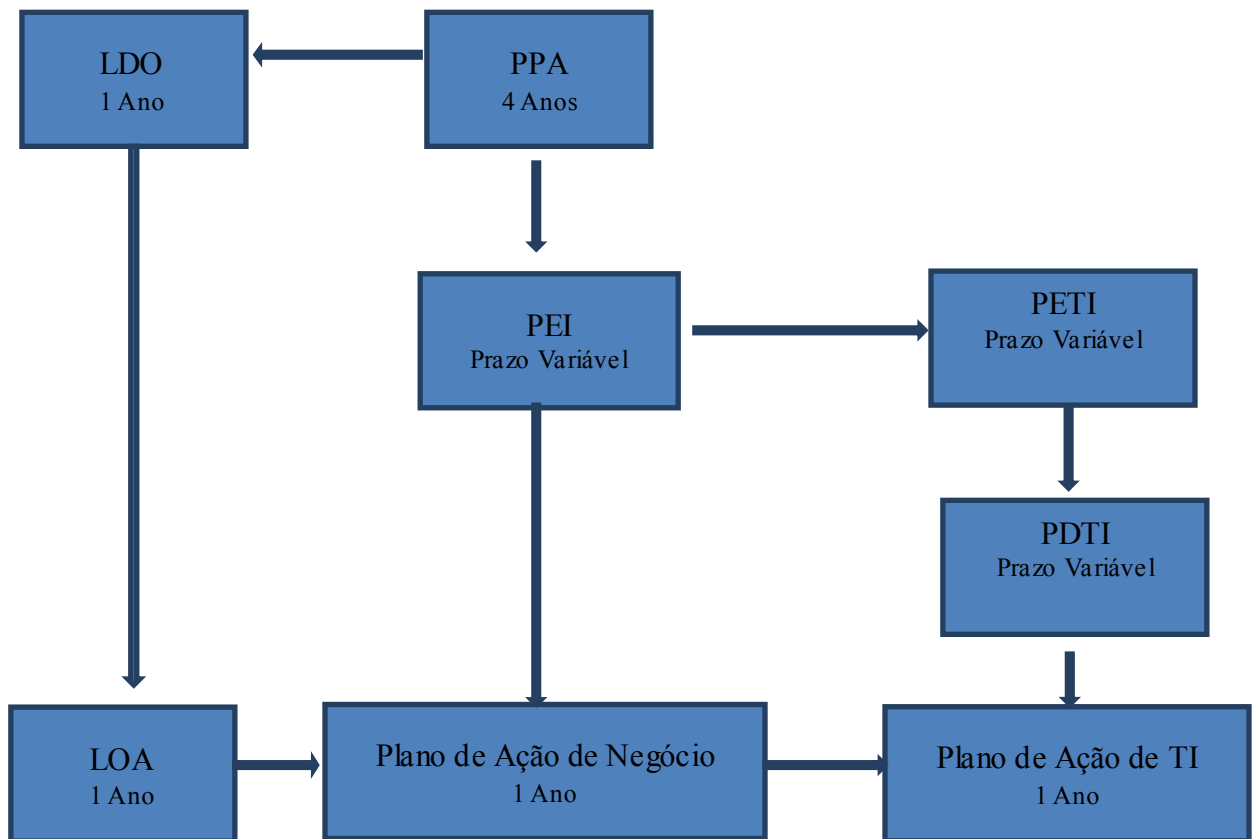 LDO
1 Ano
PPA
4 Anos
PEI
Prazo Variável
PETI
Prazo Variável
PDTI
Prazo Variável
LOA
1 Ano
Plano de Ação de Negócio
1 Ano
Plano de Ação de TI
1 Ano